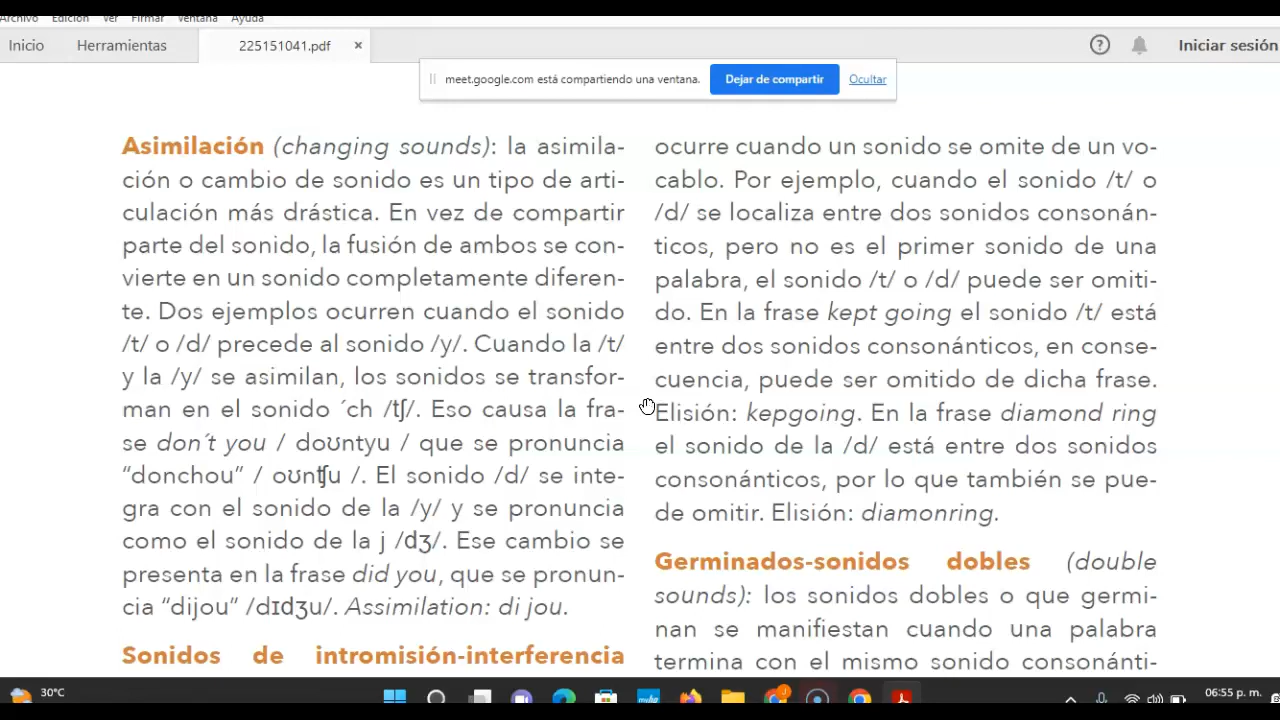 Archivo Edición Ver Firmar Ventana Ayuda
Inicio Herramientas 225151041.pdf × Iniciar sesión
meet.google.com está compartiendo una ventana. Dejar de compartir Ocultar
Asimilación (changing sounds): la asimila-
ción o cambio de sonido es un tipo de arti-
culación más drástica. En vez de compartir
parte del sonido, la fusión de ambos se con-
vierte en un sonido completamente diferen-
te. Dos ejemplos ocurren cuando el sonido
/t/ o /d/ precede al sonido /y/. Cuando la /t/
y la /y/ se asimilan, los sonidos se transfor-
man en el sonido ´ch /tʃ/. Eso causa la fra-
se don´t you / doʊntyu / que se pronuncia
“donchou” / oʊntʃu /. El sonido /d/ se inte-
gra con el sonido de la /y/ y se pronuncia
como el sonido de la j /dʒ/. Ese cambio se
presenta en la frase did you, que se pronun-
cia “dijou” /dɪdʒu/. Assimilation: di jou.
Sonidos de intromisión-interferencia
ocurre cuando un sonido se omite de un vo-
cablo. Por ejemplo, cuando el sonido /t/ o
/d/ se localiza entre dos sonidos consonán-
ticos, pero no es el primer sonido de una
palabra, el sonido /t/ o /d/ puede ser omiti-
do. En la frase kept going el sonido /t/ está
entre dos sonidos consonánticos, en conse-
cuencia, puede ser omitido de dicha frase.
Elisión: kepgoing. En la frase diamond ring
el sonido de la /d/ está entre dos sonidos
consonánticos, por lo que también se pue-
de omitir. Elisión: diamonring.
Germinados-sonidos dobles (double
sounds): los sonidos dobles o que germi-
nan se manifiestan cuando una palabra
termina con el mismo sonido consonánti-
30°C 06:55 p. m.